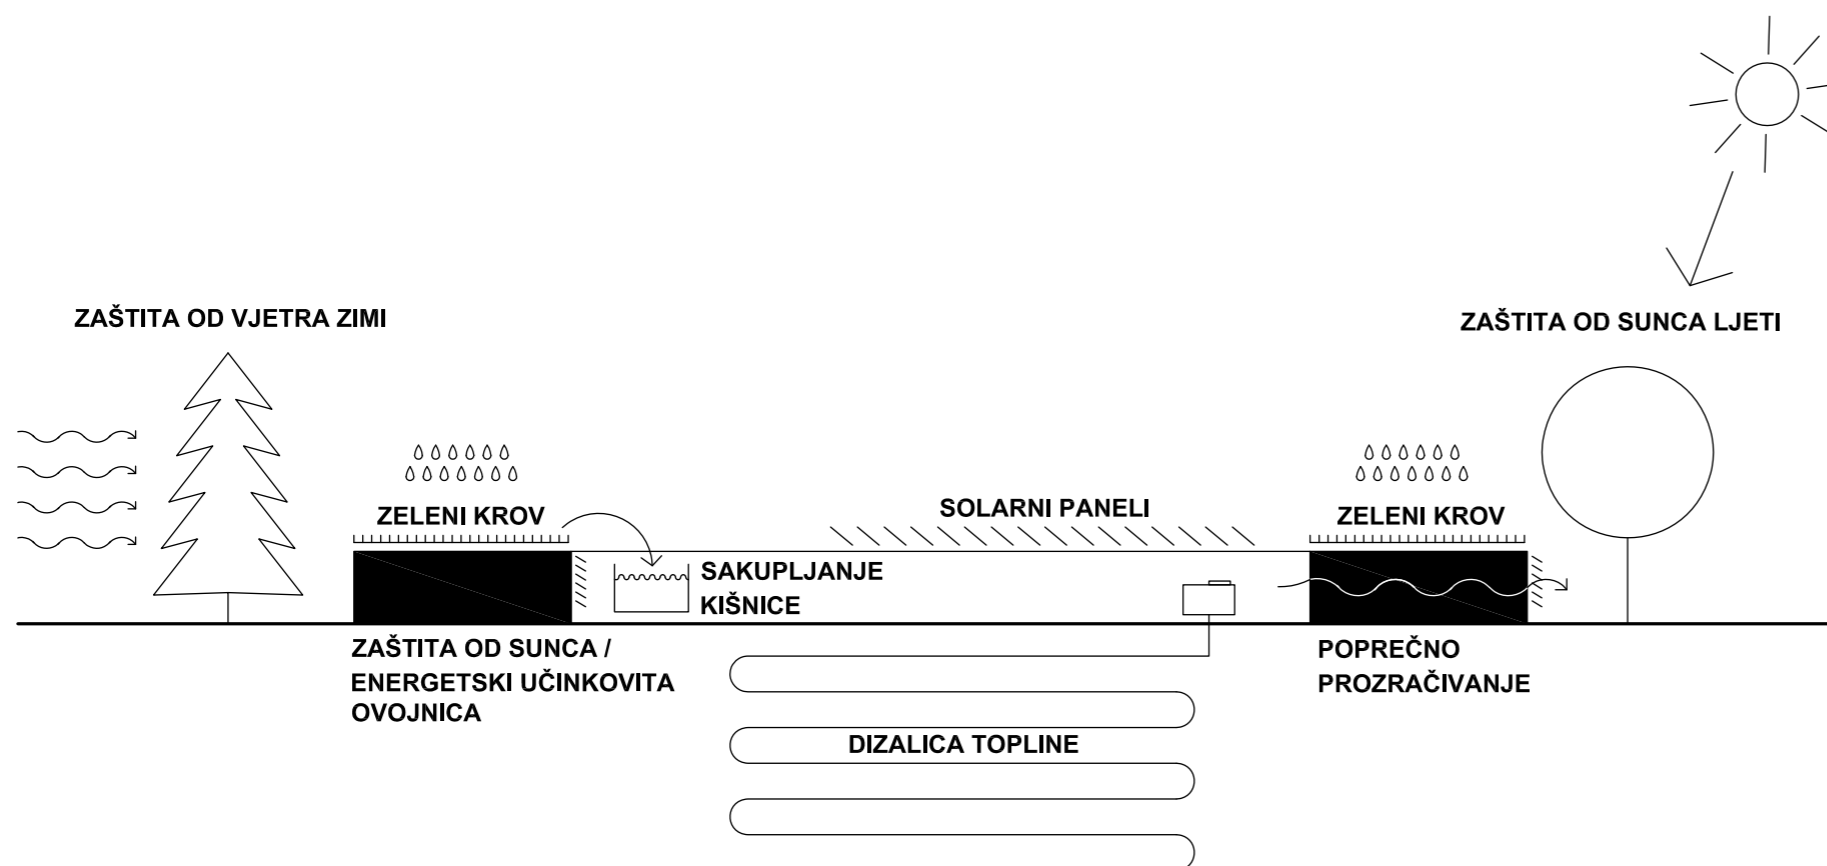 ZAŠTITA OD VJETRA ZIMI
ZAŠTITA OD SUNCA LJETI
ZELENI KROV
SOLARNI PANELI
ZELENI KROV
SAKUPLJANJE
KIŠNICE
ZAŠTITA OD SUNCA /
ENERGETSKI UČINKOVITA
OVOJNICA
POPREČNO
PROZRAČIVANJE
DIZALICA TOPLINE